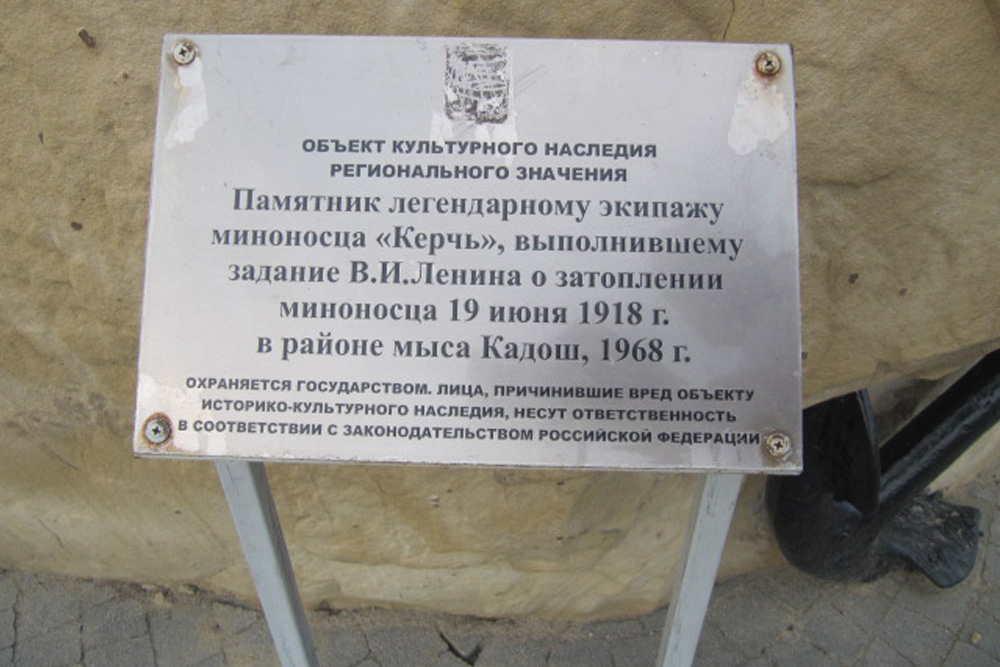 ОБЪЕКТ КУЛЬТУРНОГО НАСЛЕДИЯ
РЕГИОНАЛЬНОГО ЗНАЧЕНИЯ
Памятник легендарному экипажу
миноносца «Керчь», выполнившему
задание В.И.Ленина о затоплении
миноносца 19 июня 1918 г.
в районе мыса Кадош, 1968 г.
ОХРАНЯЕТСЯ ГОСУДАРСТВОМ. ЛИЦА, ПРИЧИНИВШИЕ ВРЕД ОБЪЕКТУ
ИСТОРИКО-КУЛЬТУРНОГО НАСЛЕДИЯ, НЕСУТ ОТВЕТСТВЕННОСТЬ
В СООТВЕТСТВИИ С ЗАКОНОДАТЕЛЬСТВОМ РОССИЙСКОЙ ФЕДЕРАЦИИ